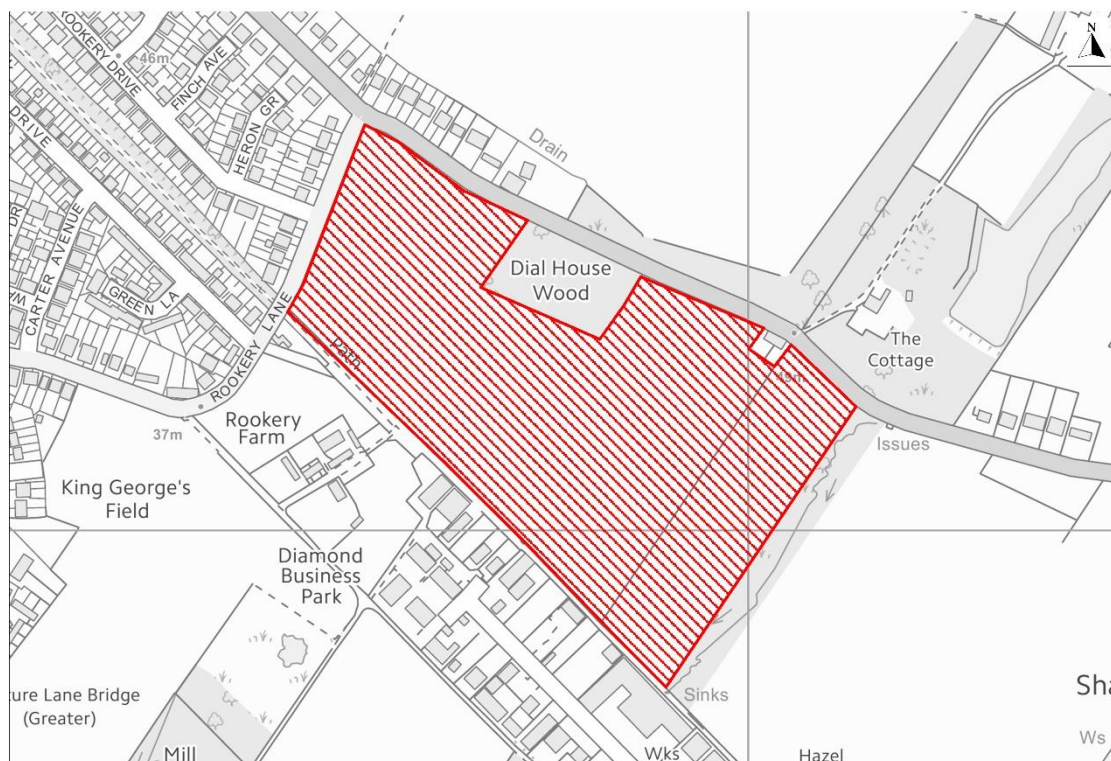 N
ROOKERY DRIVE
46m
FINCH AVE
HERON GR
DRIVE
Drain
Dial House
Wood
CARTER AVENUE
DR
GREEN LA
ROOKERY LANE
Path
The
Cottage
49m
Rookery
Farm
37m
Issues
King George's
Field
Diamond
Business
Park
ture Lane Bridge
(Greater)
Sinks
Sha
Ws
Mill
Wks
Hazel